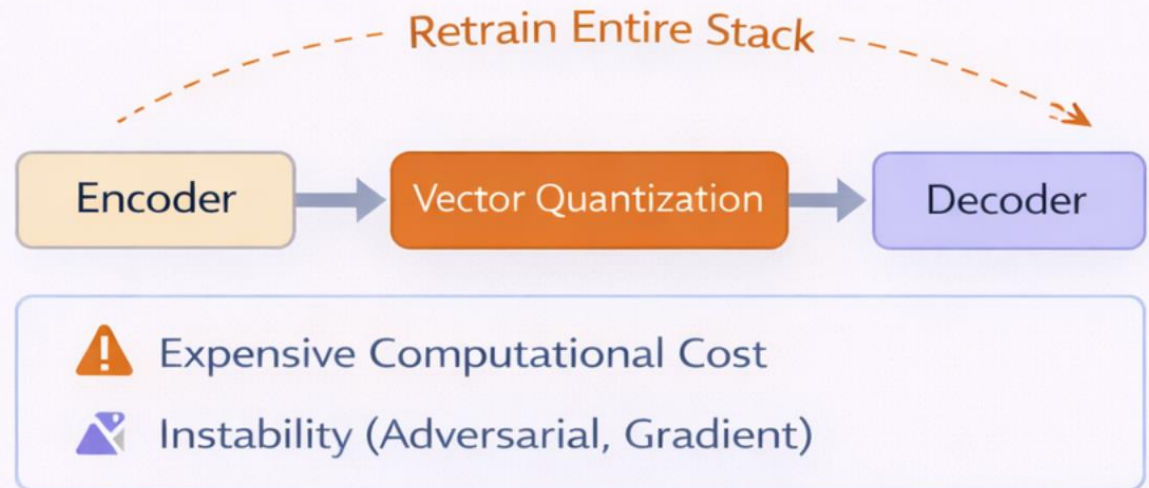 Retrain Entire Stack
Encoder
Vector Quantization
Decoder
Expensive Computational Cost
Instability (Adversarial, Gradient)